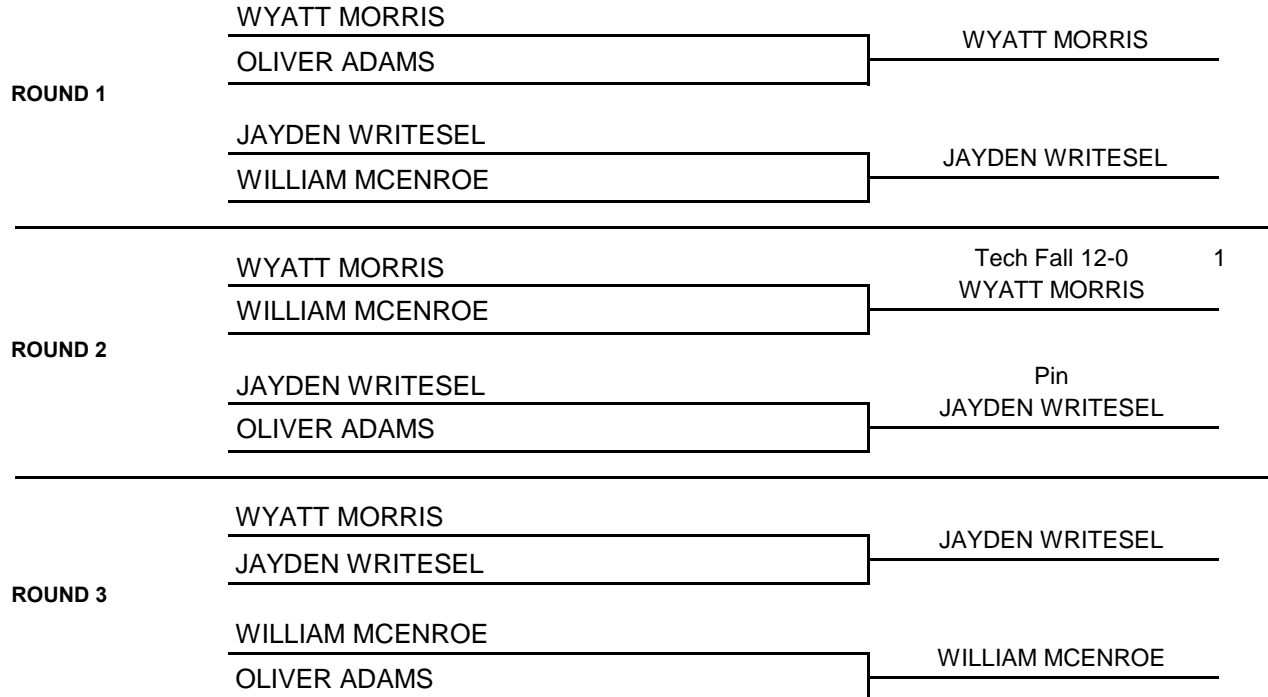 WYATT MORRIS
WYATT MORRIS
OLIVER ADAMS
ROUND 1
JAYDEN WRITESEL
JAYDEN WRITESEL
WILLIAM MCENROE
Tech Fall 12-0 1
WYATT MORRIS
WYATT MORRIS
WILLIAM MCENROE
ROUND 2
Pin
JAYDEN WRITESEL
JAYDEN WRITESEL
OLIVER ADAMS
WYATT MORRIS
JAYDEN WRITESEL
JAYDEN WRITESEL
ROUND 3
WILLIAM MCENROE
WILLIAM MCENROE
OLIVER ADAMS